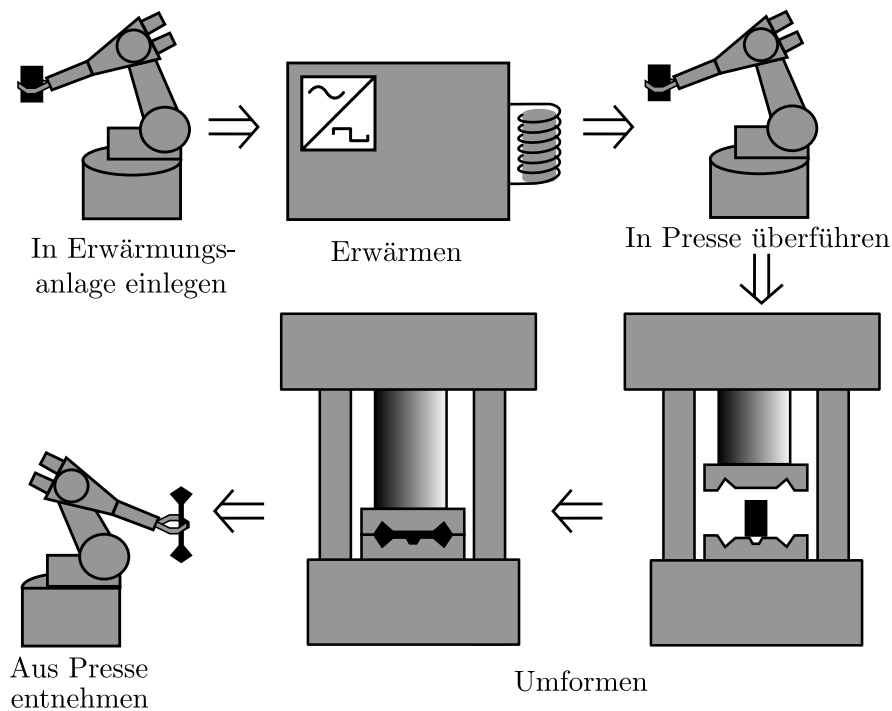 In Erwärmungs-
anlage einlegen
Erwärmen
In Presse überführen
Aus Presse
entnehmen
Umformen